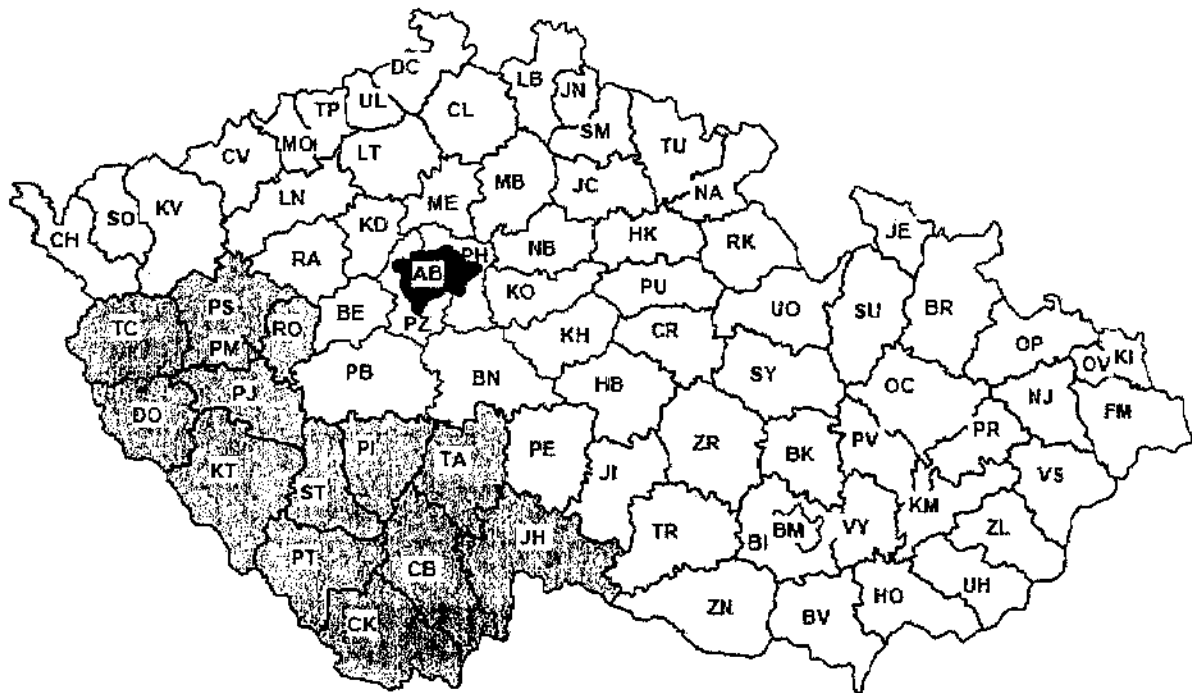 DC
LB
JN
TP
UL
CL
SM
MO
TU
CV
LT
MB
JC
LN
ME
NA
SO
KV
KD
CH
NB
HK
RK
JE
RA
PH
AB
KO
PU
PS
BE
UO
SU
BR
TC
RO
PZ
KH
CR
OP
PM
OV
KI
PB
BN
HB
SY
OC
PJ
NJ
FM
DO
PI
TA
PE
ZR
PV
PR
KT
JI
BK
VS
ST
KM
JH
TR
BI
BM
VY
ZL
PT
CB
UH
CK
ZN
BV
HO